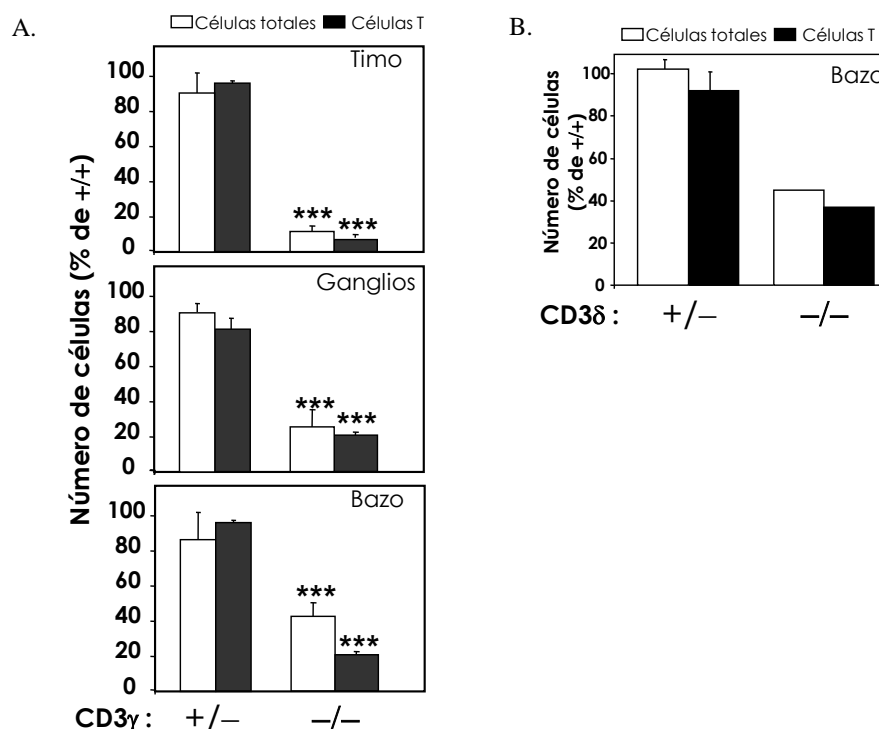 A.
Células totales Células T
Timo
100
80
60
40
20
0
*** ***
Ganglios
100
80
60
40
20
0
*** ***
Bazo
100
80
60
40
20
0
***
***
Número de células (% de +/+)
CD3γ : +/– –/–
B.
Células totales Células T
Bazo
100
80
60
40
20
0
Número de células
(% de +/+)
CD3δ : +/– –/–